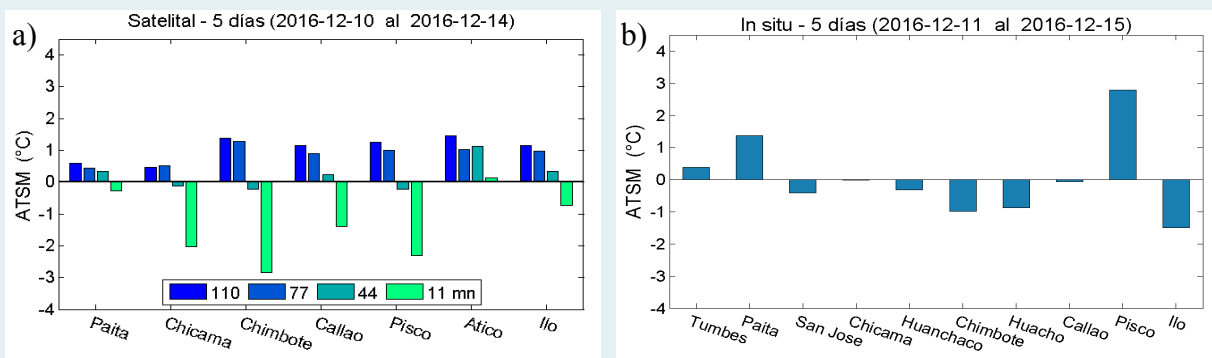 a)
Satelital - 5 días (2016-12-10 al 2016-12-14)
ATSM (°C)
4
3
2
1
0
-1
-2
-3
-4
110 77 44 11 mn
Paita Chicama Chimbote Callao Pisco Atico Ilo
b)
In situ - 5 días (2016-12-11 al 2016-12-15)
ATSM (°C)
4
3
2
1
0
-1
-2
-3
-4
Tumbes Paita San Jose Chicama Huanchaco Chimbote Huacho Callao Pisco Ilo